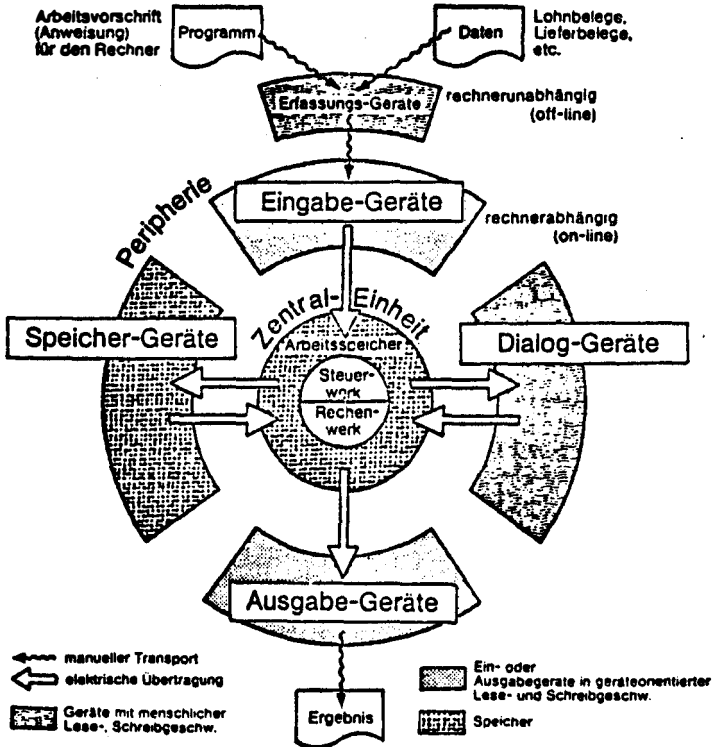 Arbeitsvorschrift
(Anweisung)
für den Rechner
Programm
Daten
Lohnbelege,
Lieferbelege,
etc.
Erfassungs-Geräte
rechnerunabhängig
(off-line)
Peripherie
Eingabe-Geräte
rechnerabhängig
(on-line)
Zentral-Einheit
Speicher-Geräte
Arbeitsspeicher
Dialog-Geräte
Steuer-
werk
Rechen-
werk
Ausgabe-Geräte
manueller Transport
elektrische Übertragung
Geräte mit menschlicher
Lese-, Schreibgeschw.
Ergebnis
Ein- oder
Ausgabegeräte in geräteorientierter
Lese- und Schreibgeschw.
Speicher